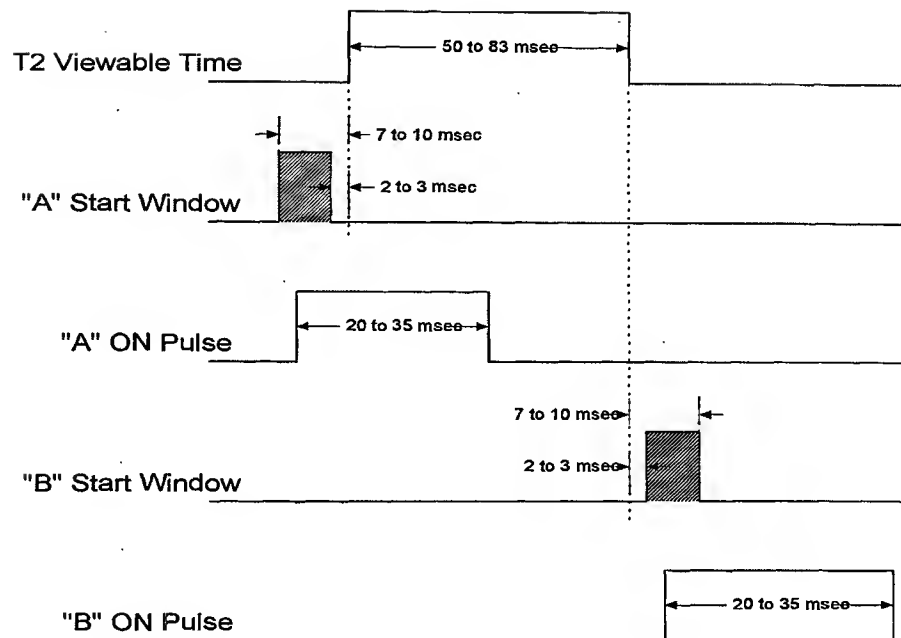 50 to 83 msec
T2 Viewable Time
7 to 10 msec
2 to 3 msec
"A" Start Window
20 to 35 msec
"A" ON Pulse
7 to 10 msec
2 to 3 msec
"B" Start Window
20 to 35 msec
"B" ON Pulse